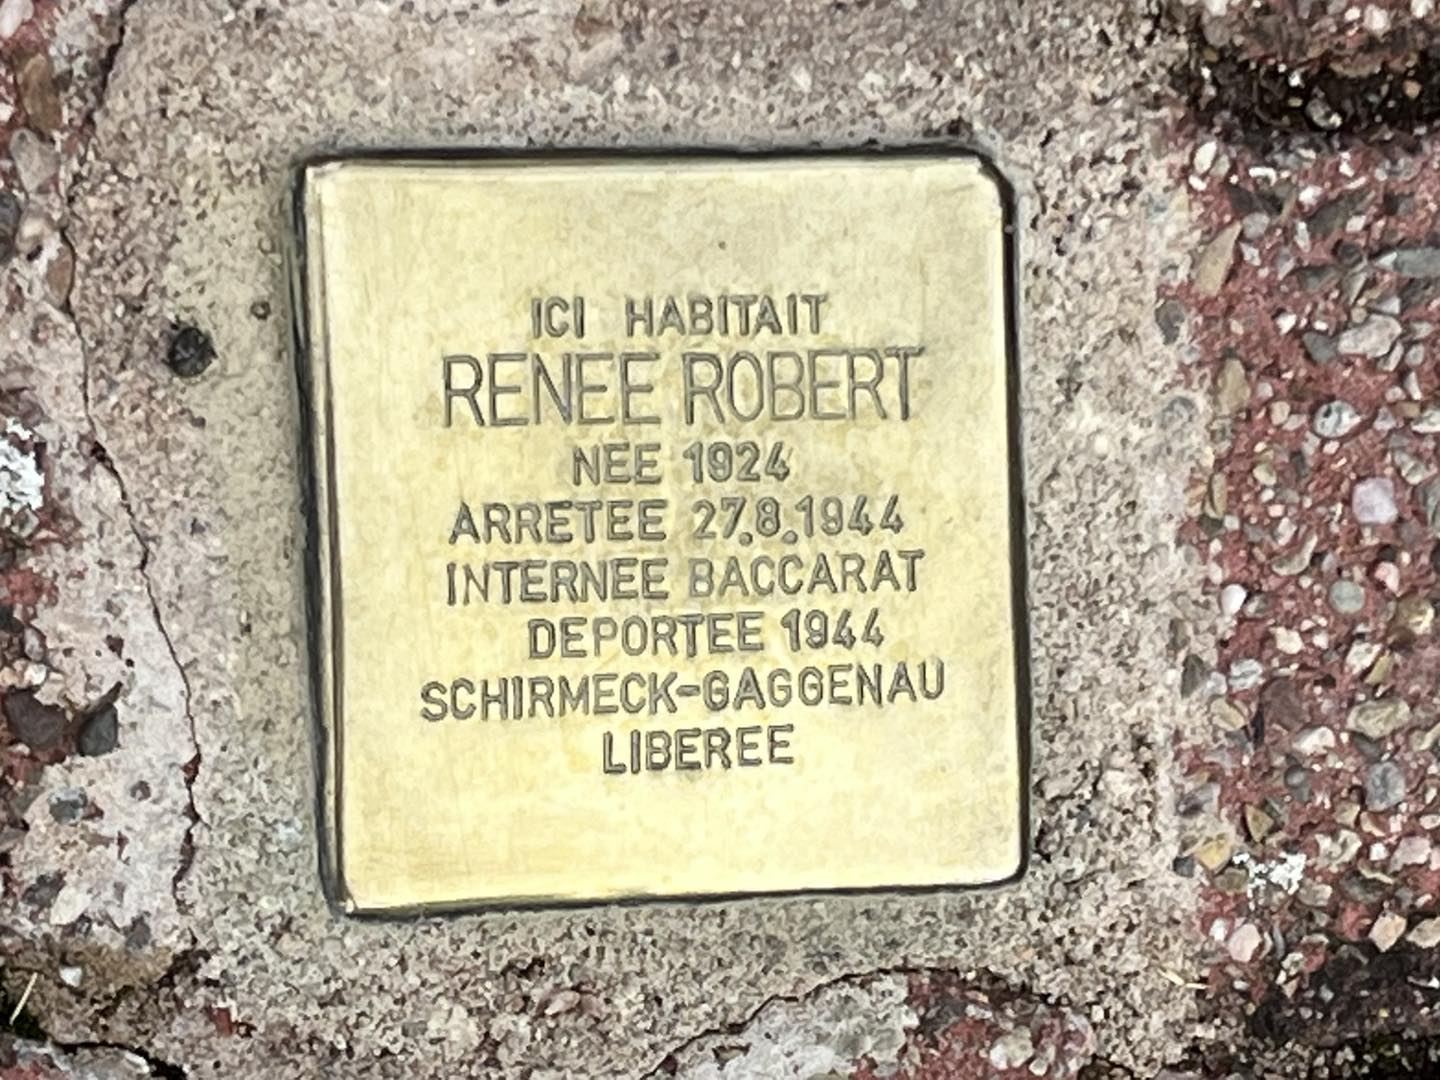 ICI HABITAIT
RENEE ROBERT
NEE 1924
ARRETEE 27.8.1944
INTERNEE BACCARAT
DEPORTEE 1944
SCHIRMECK-GAGGENAU
LIBEREE